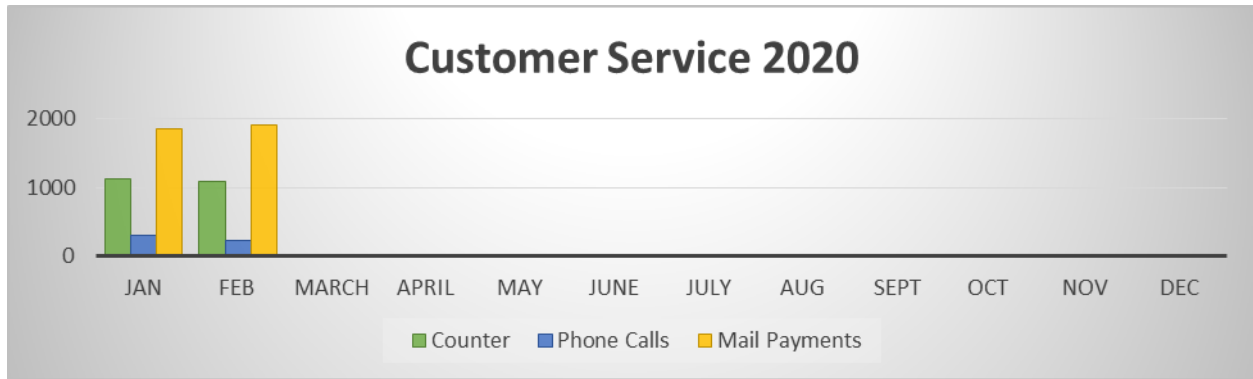 Customer Service 2020
2000
1000
0
JAN FEB MARCH APRIL MAY JUNE JULY AUG SEPT OCT NOV DEC
Counter Phone Calls Mail Payments